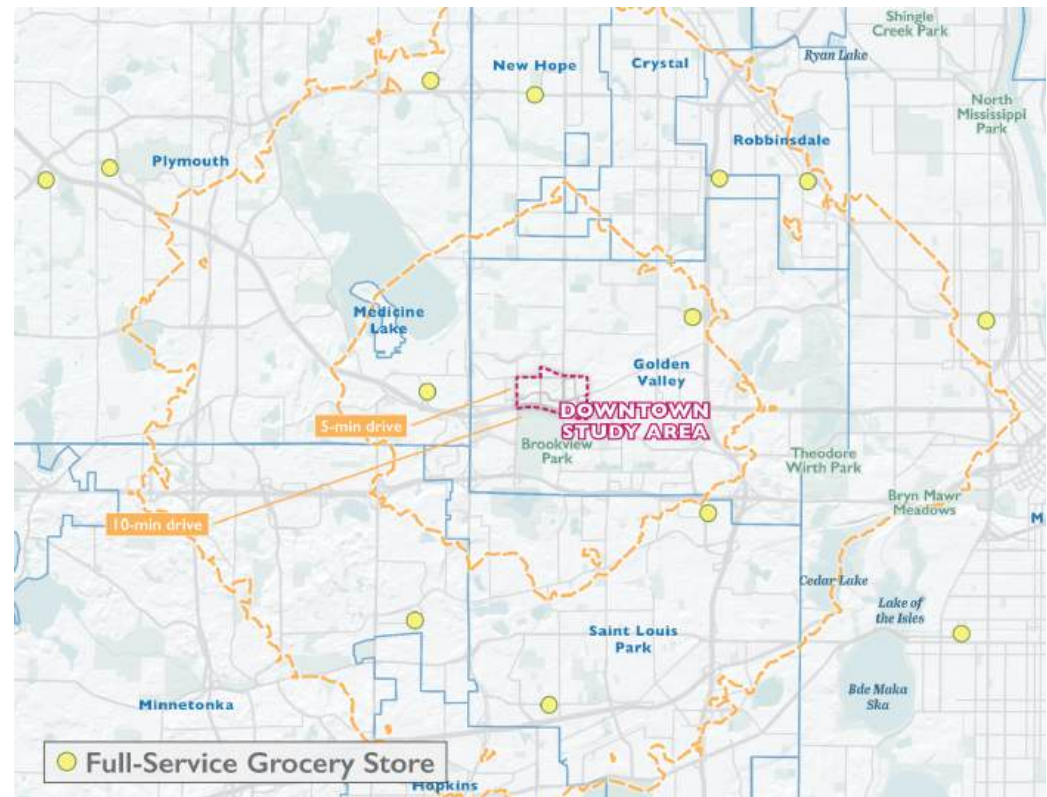 Shingle
Creek Park
Ryan Lake
New Hope
Crystal
North
Mississippi
Park
Robbinsdale
Plymouth
Medicine
Lake
Golden
Valley
5-min drive
DOWNTOWN
STUDY AREA
Brookview
Park
Theodore
Wirth Park
Bryn Mawr
Meadows
10-min drive
M
Cedar Lake
Lake of
the Isles
Saint Louis
Park
Bde Maka
Ska
Minnetonka
Full-Service Grocery Store
Hopkins